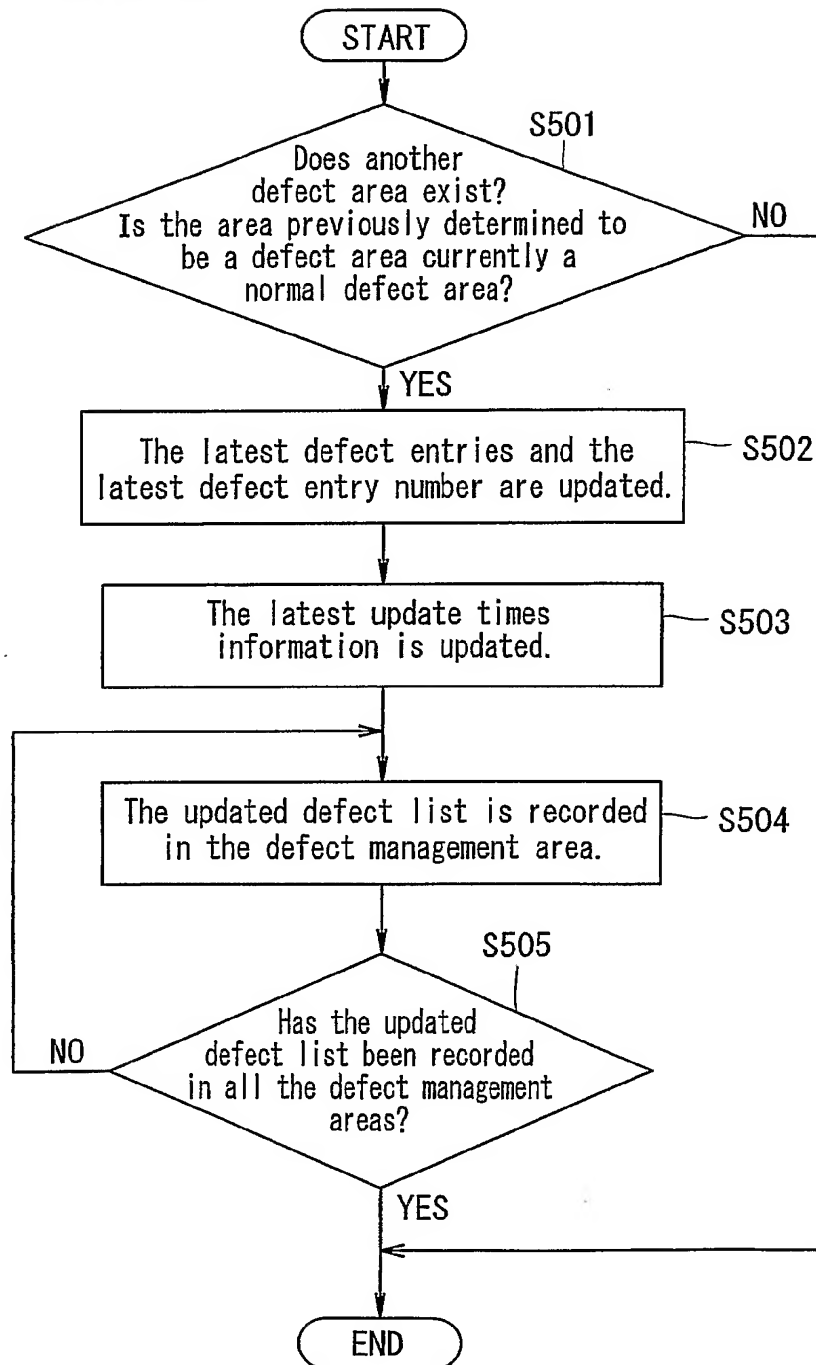 START
S501
Does another
defect area exist?
Is the area previously determined to
be a defect area currently a
normal defect area?
NO
YES
The latest defect entries and the
latest defect entry number are updated.
S502
The latest update times
information is updated.
S503
The updated defect list is recorded
in the defect management area.
S504
S505
Has the updated
defect list been recorded
in all the defect management
areas?
NO
YES
END